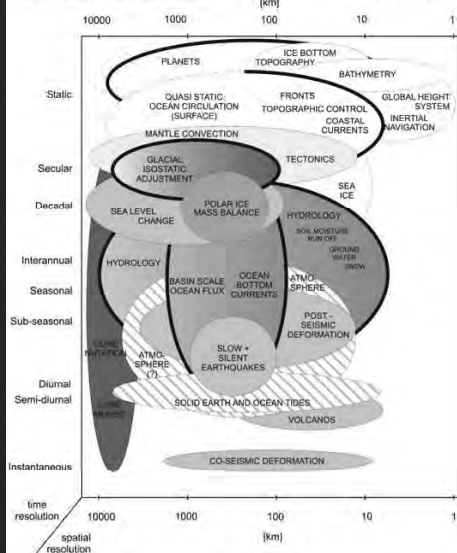 [km]
10000 1000 100 10 1
PLANETS
ICE BOTTOM
TOPOGRAPHY
BATHYMETRY
Static
QUASI STATIC
OCEAN CIRCULATION
(SURFACE)
FRONTS
TOPOGRAPHIC CONTROL
COASTAL
CURRENTS
GLOBAL HEIGHT
SYSTEM
INERTIAL
NAVIGATION
MANTLE CONVECTION
Secular
GLACIAL
ISOSTATIC
ADJUSTMENT
TECTONICS
SEA
ICE
Decadal
SEA LEVEL
CHANGE
POLAR ICE
MASS BALANCE
HYDROLOGY
SOIL MOISTURE
RUN OFF
GROUND
WATER
SNOW
Interannual
HYDROLOGY
BASIN SCALE
OCEAN FLUX
OCEAN
BOTTOM
CURRENTS
ATMO-
SPHERE
Seasonal
Sub-seasonal
POST -
SEISMIC
DEFORMATION
NUTATION
ATMO-
SPHERE
(?)
SLOW +
SILENT
EARTHQUAKES
Diurnal
Semi-diurnal
SOLID EARTH AND OCEAN TIDES
VOLCANOS
Instantaneous
CO-SEISMIC DEFORMATION
time
resolution
10000 1000 100 10 1
[km]
spatial
resolution